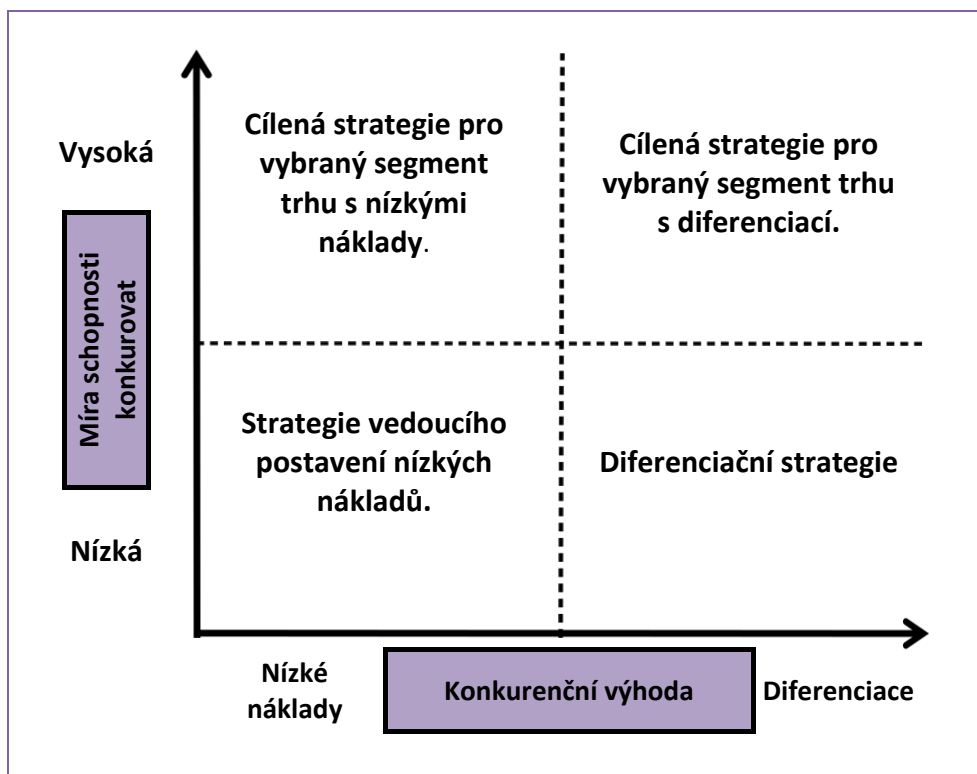 Vysoká
Míra schopnosti
konkurovat
Nízká
Cílená strategie pro
vybraný segment
trhu s nízkými
náklady.
Cílená strategie pro
vybraný segment trhu
s diferenciací.
Strategie vedoucího
postavení nízkých
nákladů.
Diferenciační strategie
Nízké
náklady
Konkurenční výhoda
Diferenciace